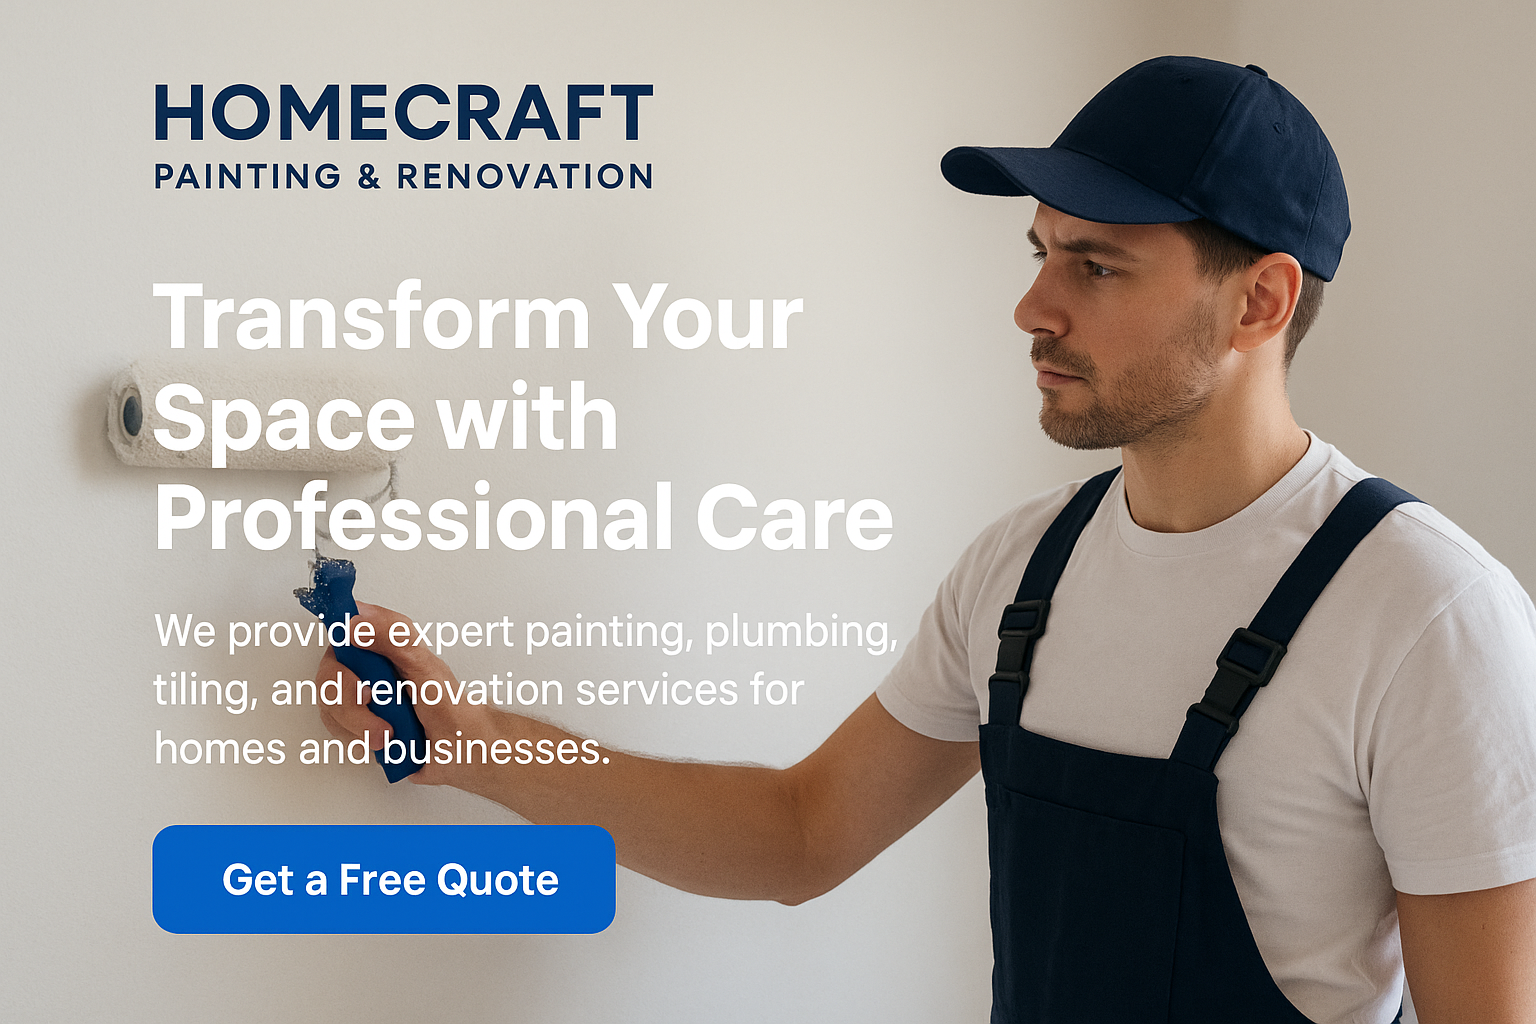 HOMECRAFT
PAINTING & RENOVATION
Transform Your
Space with
Professional Care
We provide expert painting, plumbing,
tiling, and renovation services for
homes and businesses.
Get a Free Quote